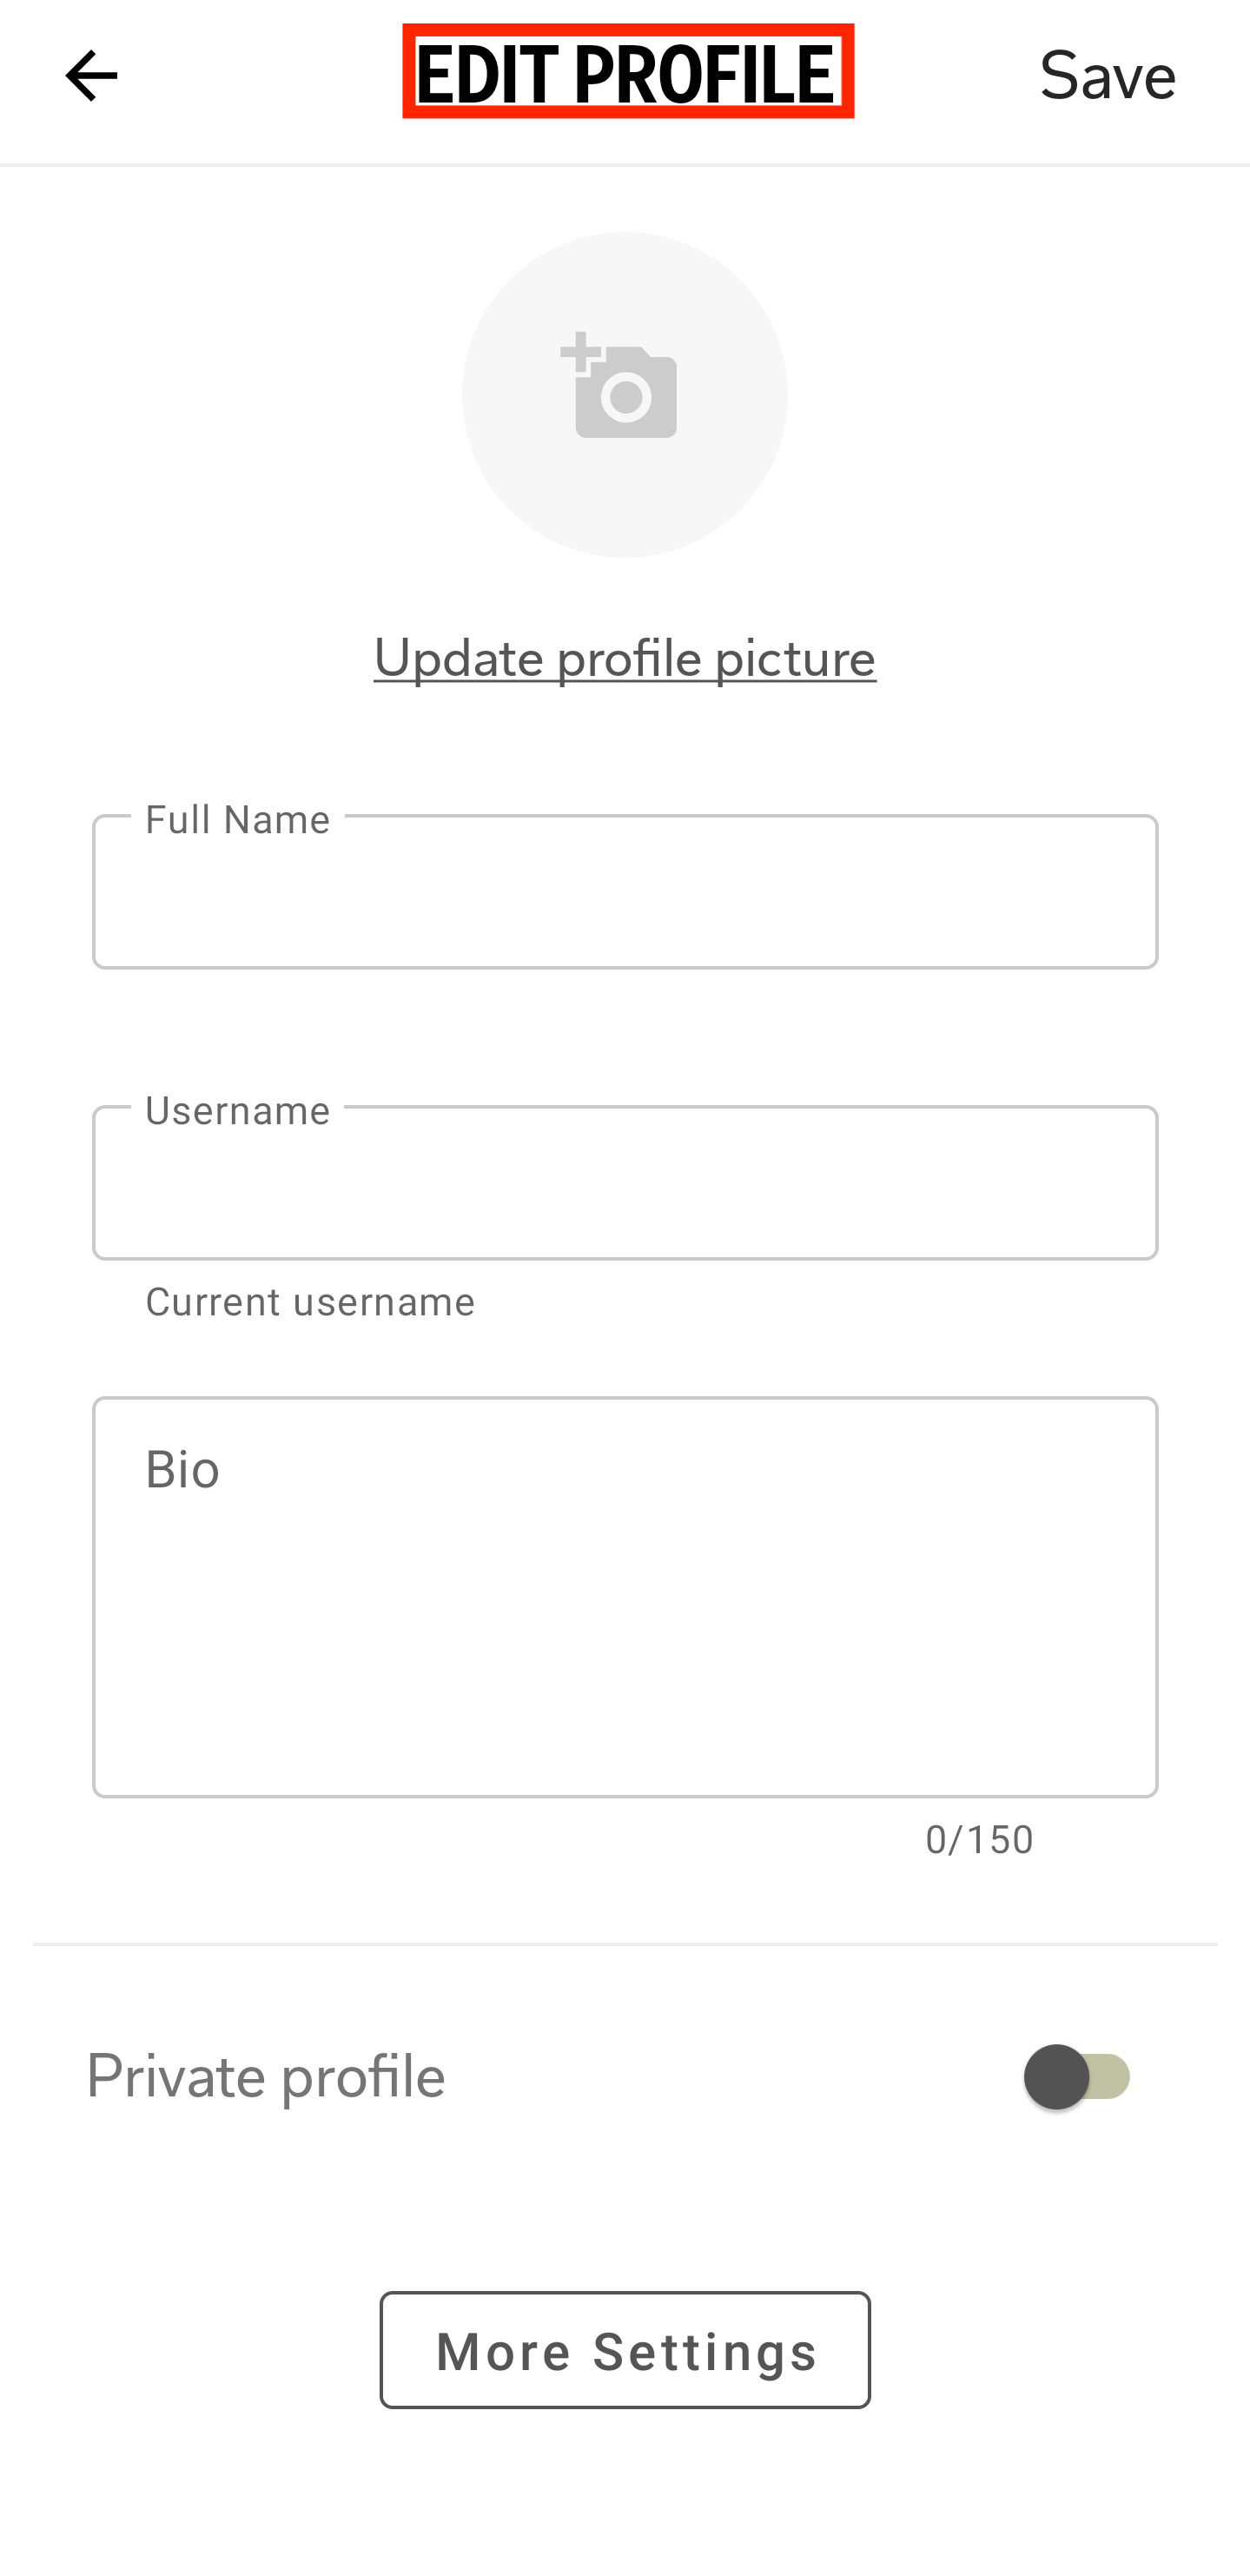 EDIT PROFILE
Save
Update profile picture
Full Name
Username
Current username
Bio
0/150
Private profile
More Settings